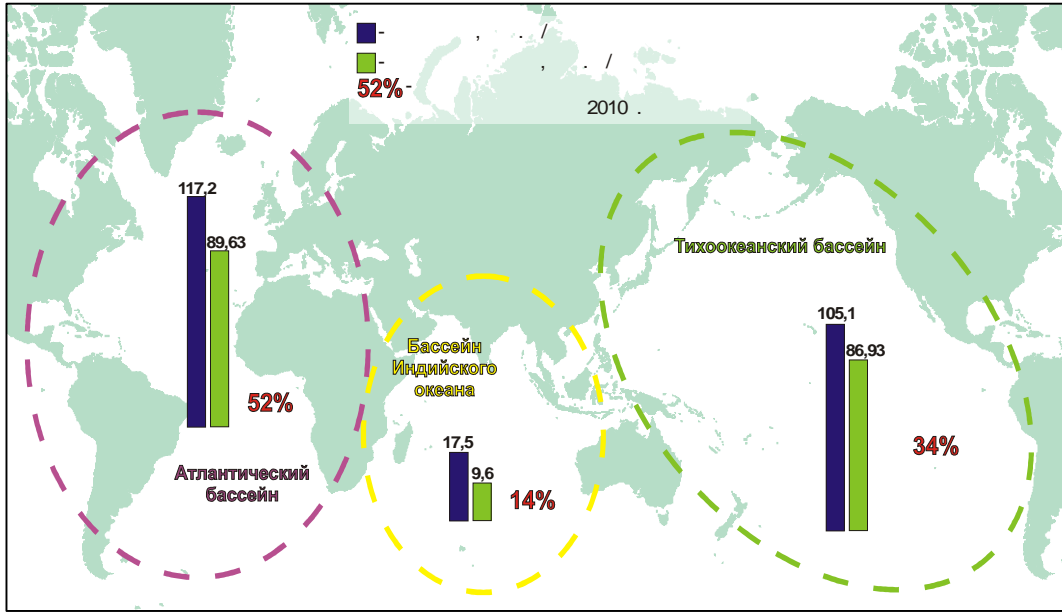 - , . /
- , . /
52% -
2010 .
117,2
89,63
52%
Атлантический
бассейн
Бассейн
Индийского
океана
17,5
9,6
14%
Тихоокеанский бассейн
105,1
86,93
34%